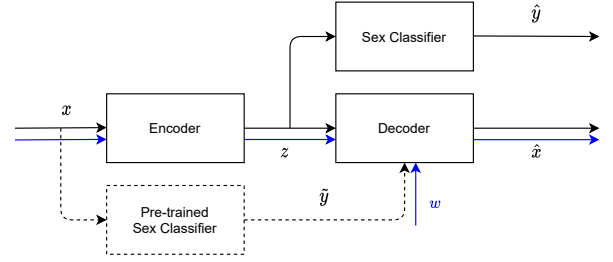 ŷ
Sex Classifier
x
Encoder
Decoder
z
x̂
ỹ
w
Pre-trained
Sex Classifier